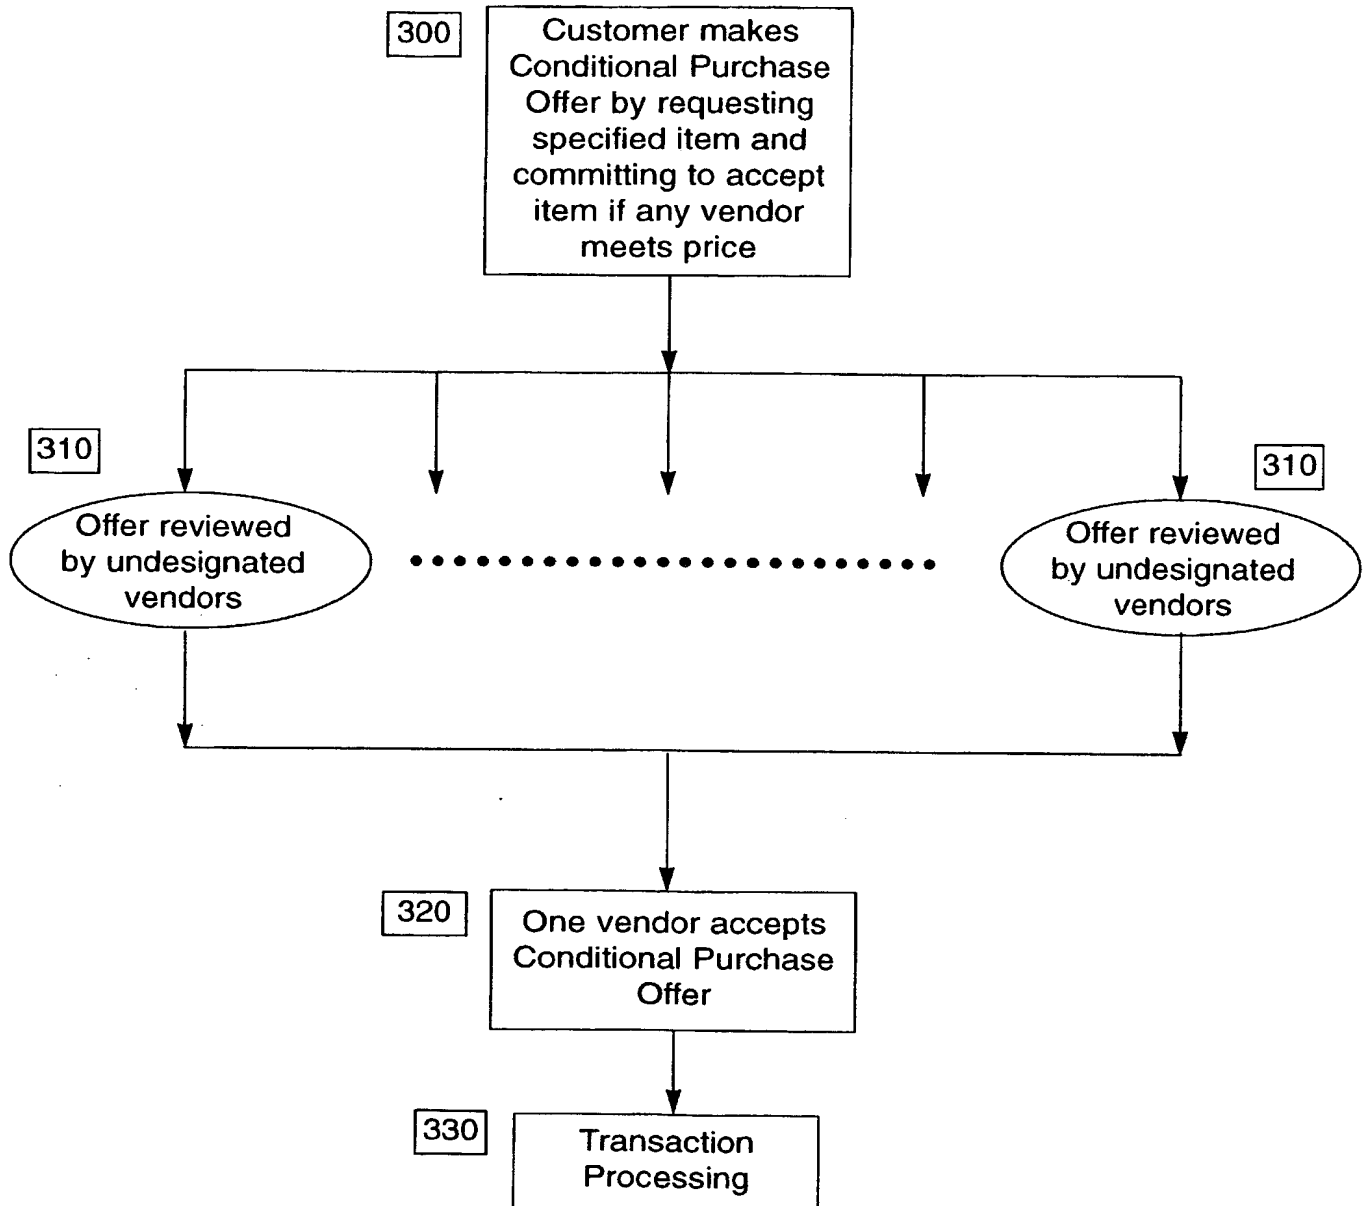 300
Customer makes
Conditional Purchase
Offer by requesting
specified item and
committing to accept
item if any vendor
meets price
310
Offer reviewed
by undesignated
vendors
310
Offer reviewed
by undesignated
vendors
320
One vendor accepts
Conditional Purchase
Offer
330
Transaction
Processing